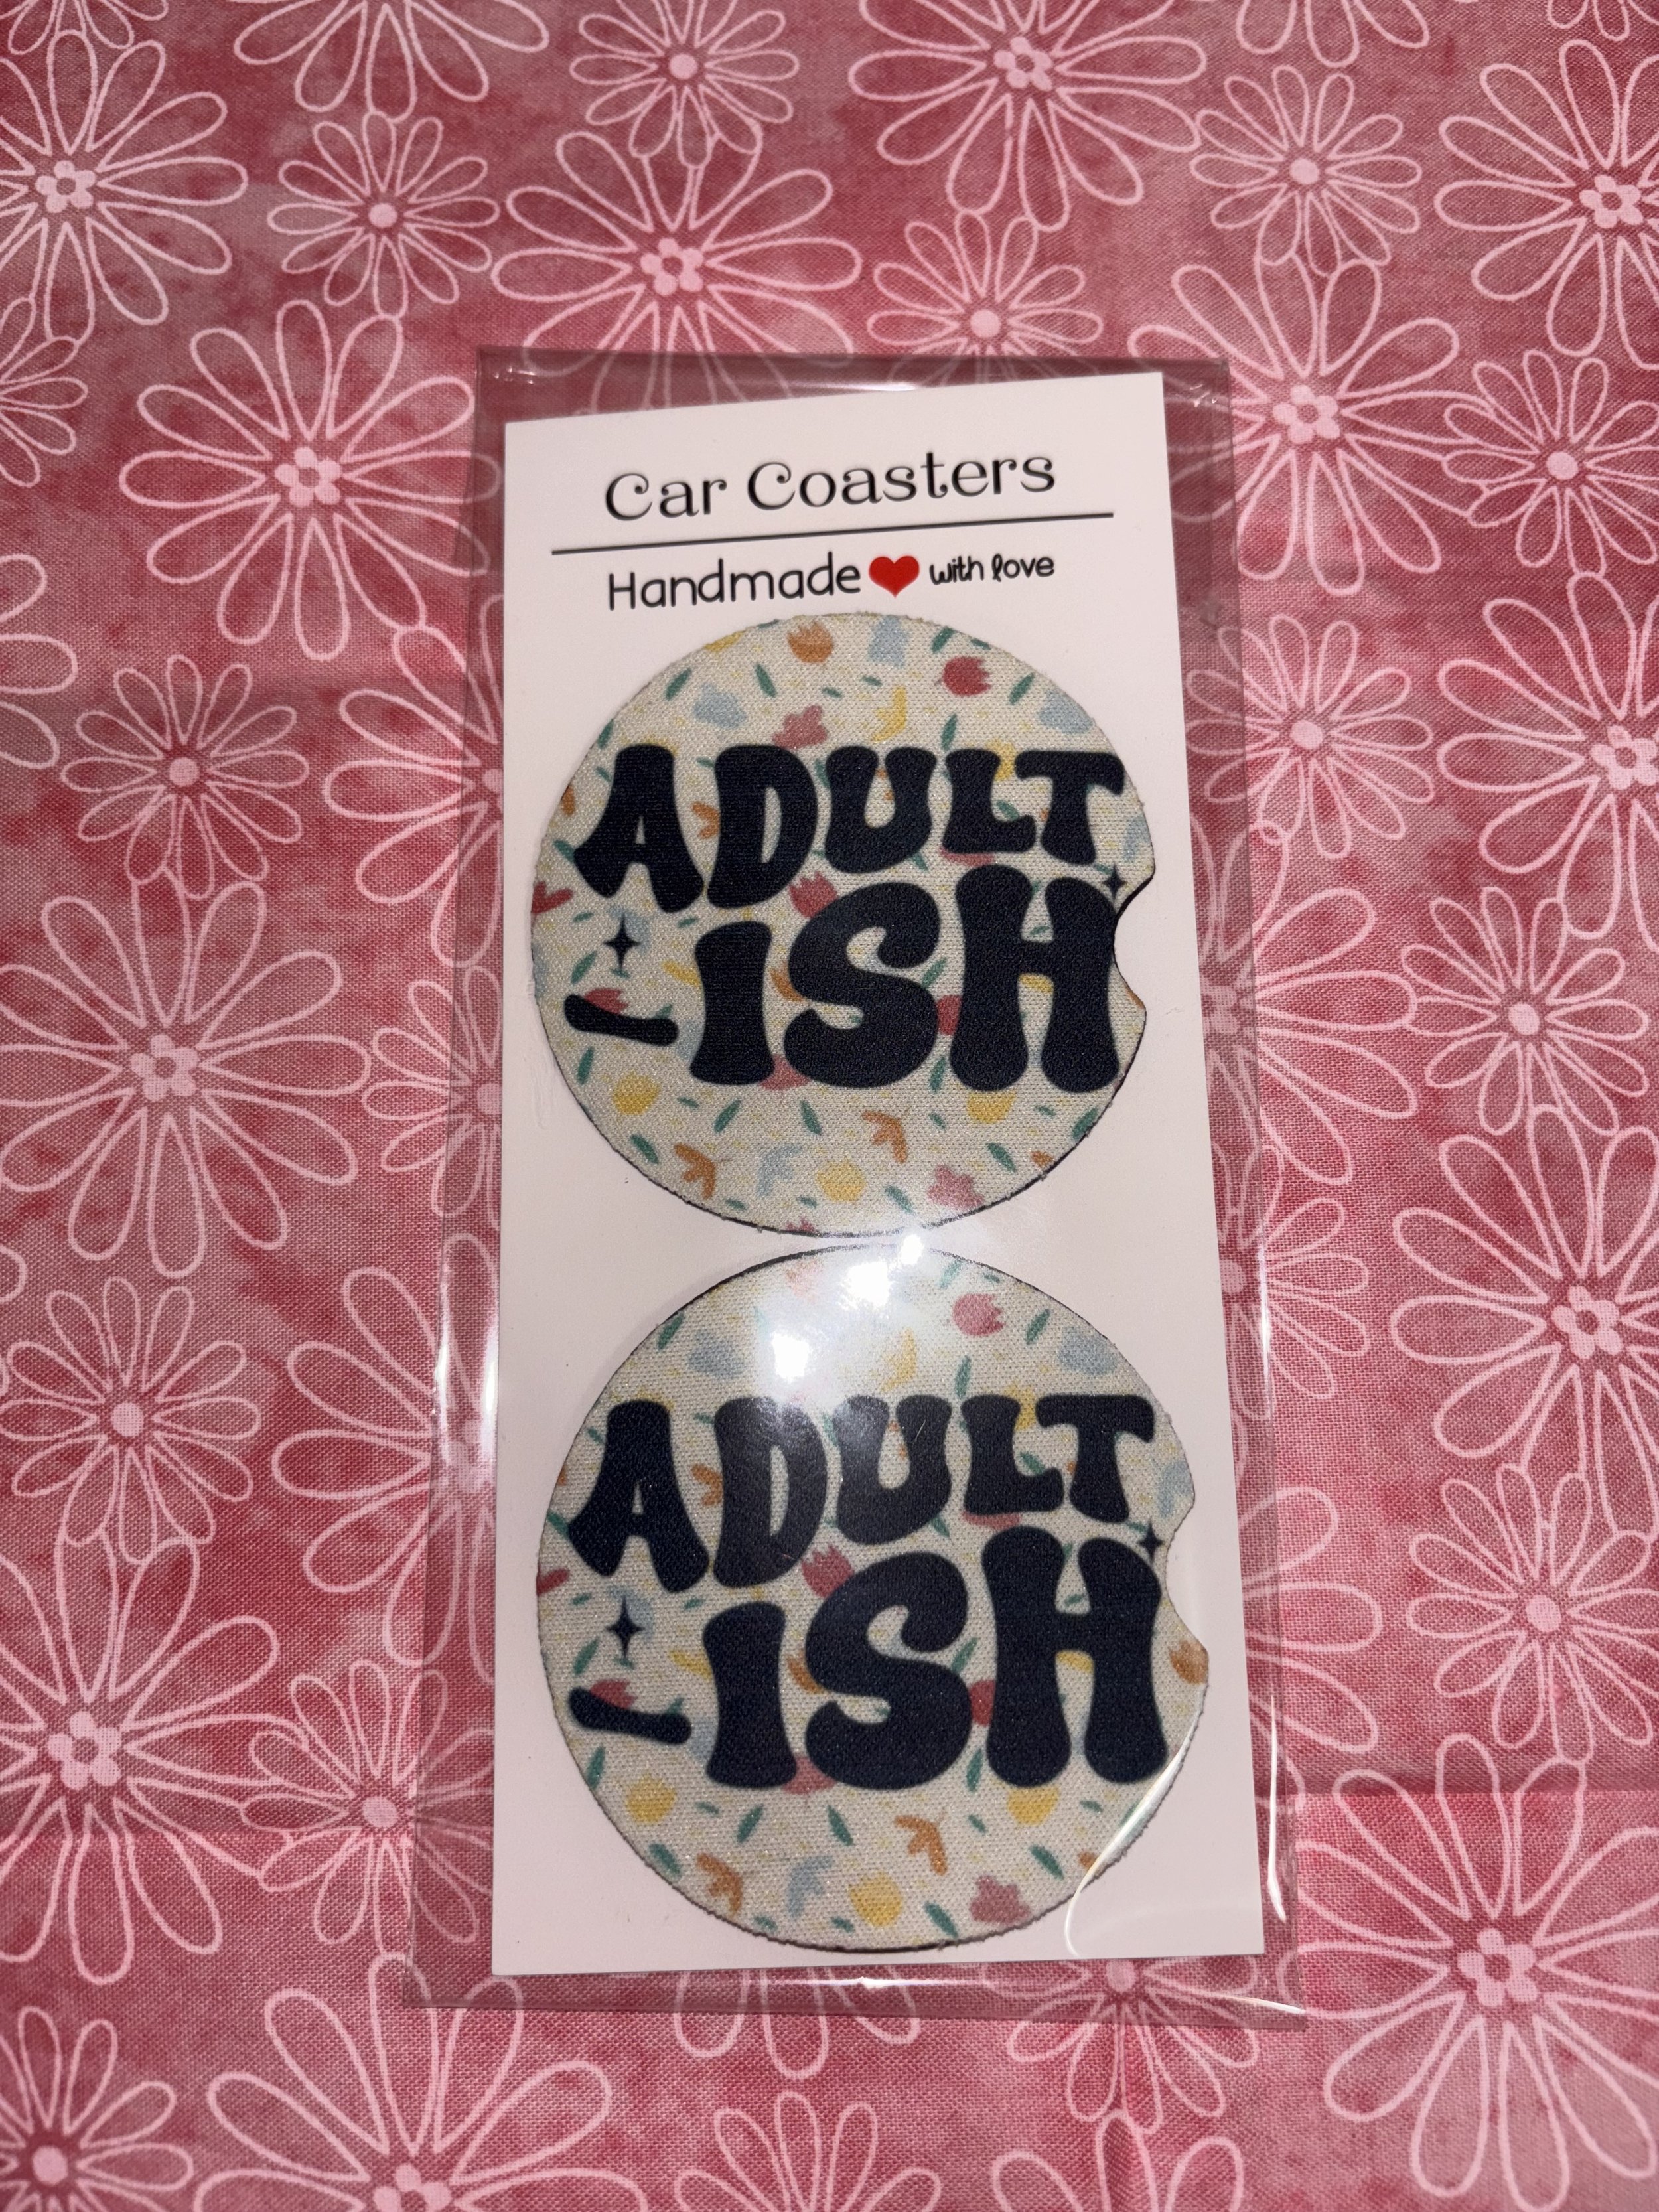 Car Coasters
Handmade with love
ADULT
-ISH
ADULT
-ISH